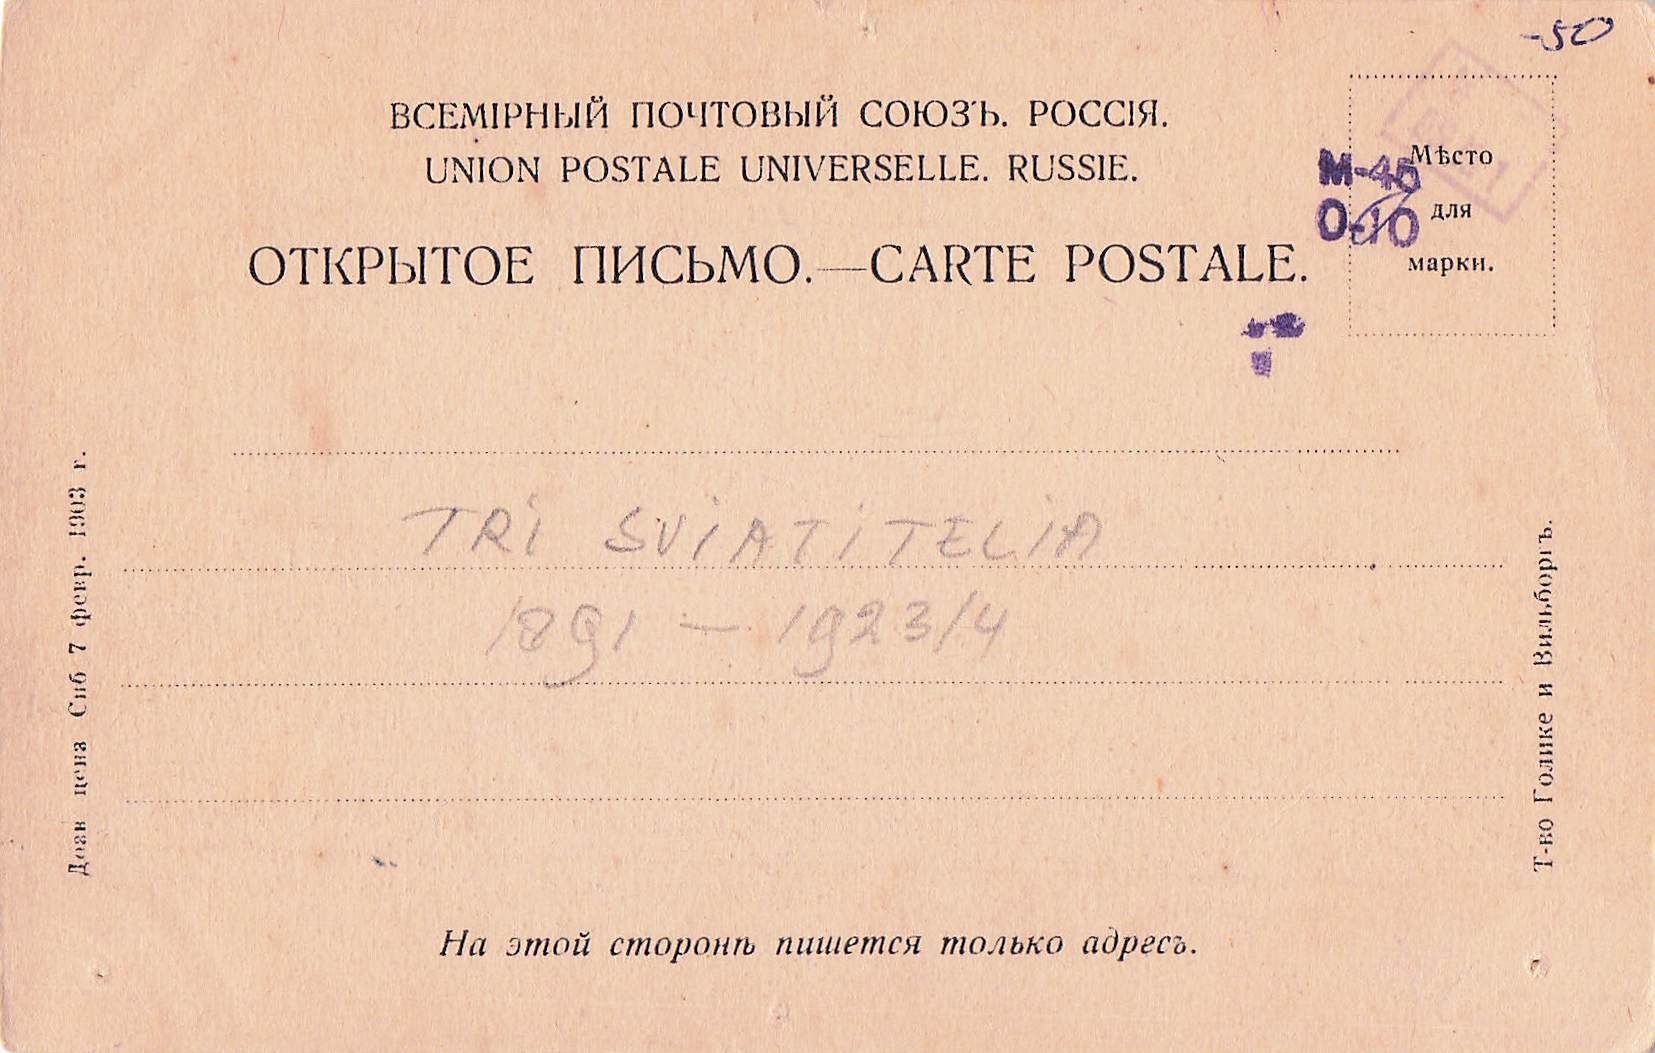 -50
ВСЕМІРНЫЙ ПОЧТОВЫЙ СОЮЗЪ. РОССІЯ.
UNION POSTALE UNIVERSELLE. RUSSIE.
ОТКРЫТОЕ ПИСЬМО.—CARTE POSTALE.
Мѣсто
для
марки.
М-45
0-10
TRI SVIATITELIA
1891 – 1923/4
Дозв ценз Спб 7 февр. 1903 г.
Т-во Голике и Вильборгъ.
На этой сторонѣ пишется только адресъ.